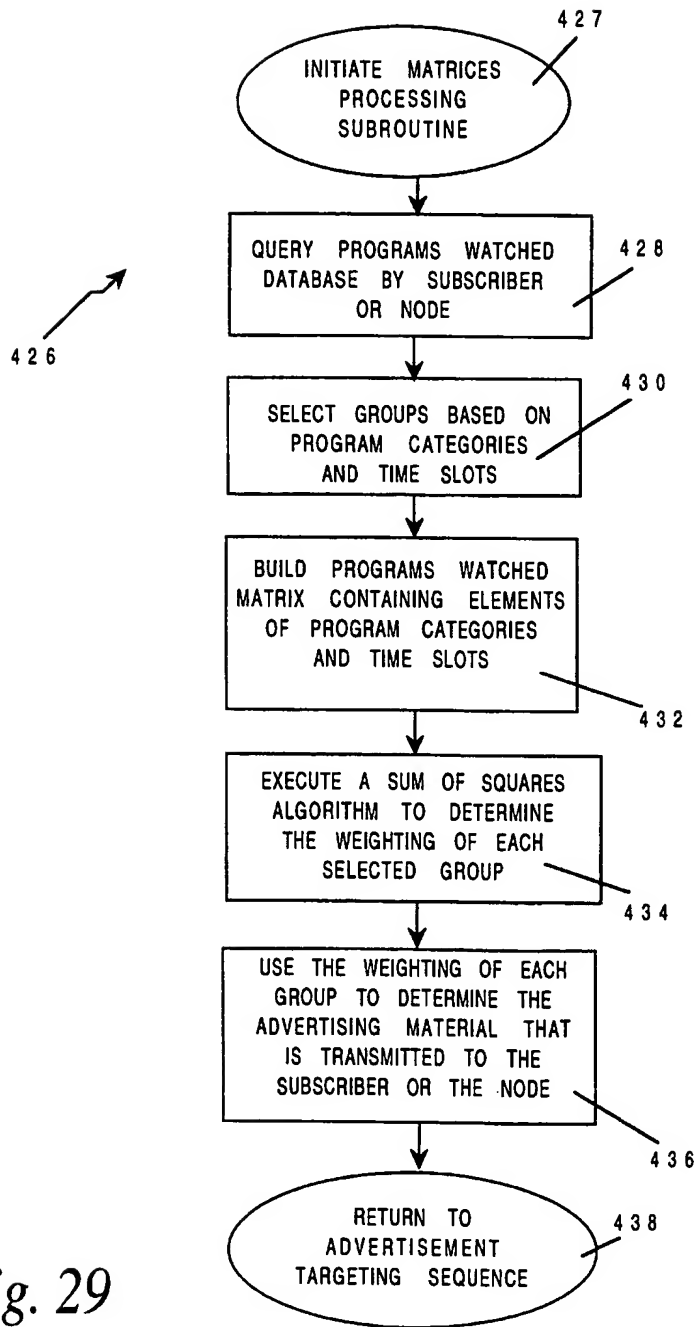 427
INITIATE MATRICES
PROCESSING
SUBROUTINE
428
QUERY PROGRAMS WATCHED
DATABASE BY SUBSCRIBER
OR NODE
426
430
SELECT GROUPS BASED ON
PROGRAM CATEGORIES
AND TIME SLOTS
BUILD PROGRAMS WATCHED
MATRIX CONTAINING ELEMENTS
OF PROGRAM CATEGORIES
AND TIME SLOTS
432
EXECUTE A SUM OF SQUARES
ALGORITHM TO DETERMINE
THE WEIGHTING OF EACH
SELECTED GROUP
434
USE THE WEIGHTING OF EACH
GROUP TO DETERMINE THE
ADVERTISING MATERIAL THAT
IS TRANSMITTED TO THE
SUBSCRIBER OR THE NODE
436
RETURN TO
ADVERTISEMENT
TARGETING SEQUENCE
438
g. 29